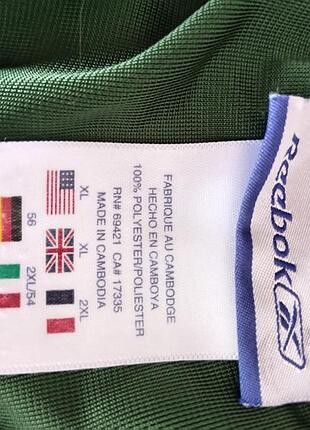 Reebok
FABRIQUE AU CAMBODGE
HECHO EN CAMBOYA
100% POLYESTER/POLIESTER
RN# 69421 CA# 17335
MADE IN CAMBODIA
XL
XL
2XL
56
2XL/54